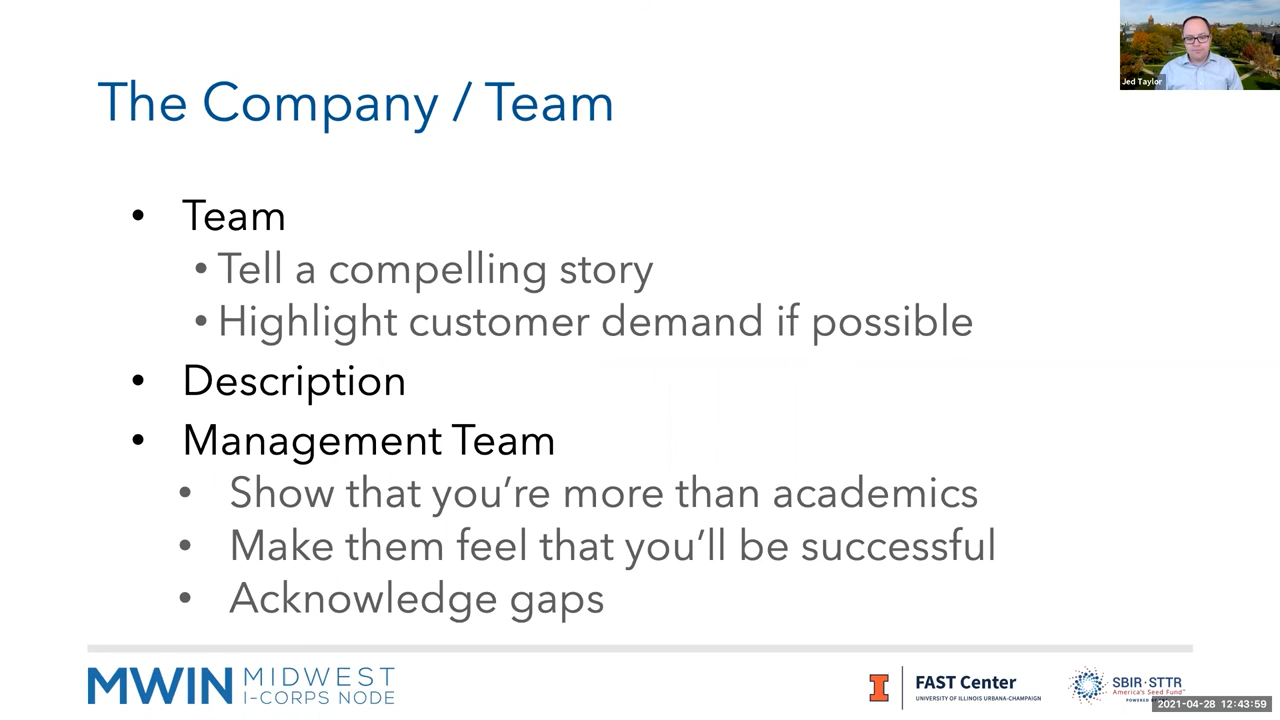 Jed Taylor
The Company / Team
• Team
• Tell a compelling story
• Highlight customer demand if possible
• Description
• Management Team
• Show that you're more than academics
• Make them feel that you'll be successful
• Acknowledge gaps
MWIN MIDWEST
I-CORPS NODE
I
FAST Center
UNIVERSITY OF ILLINOIS URBANA-CHAMPAIGN
SBIR·STTR
America's Seed Fund™
POWERED
2021-04-28 12:43:59